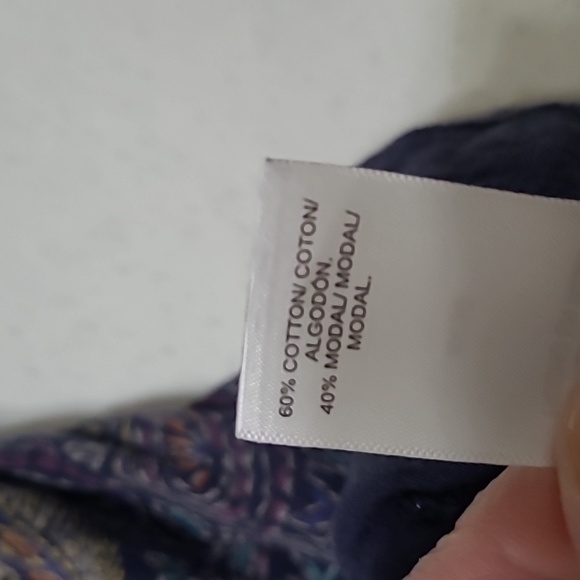 60% COTTON/ COTON/
ALGODÓN.
40% MODAL/ MODAL/
MODAL.